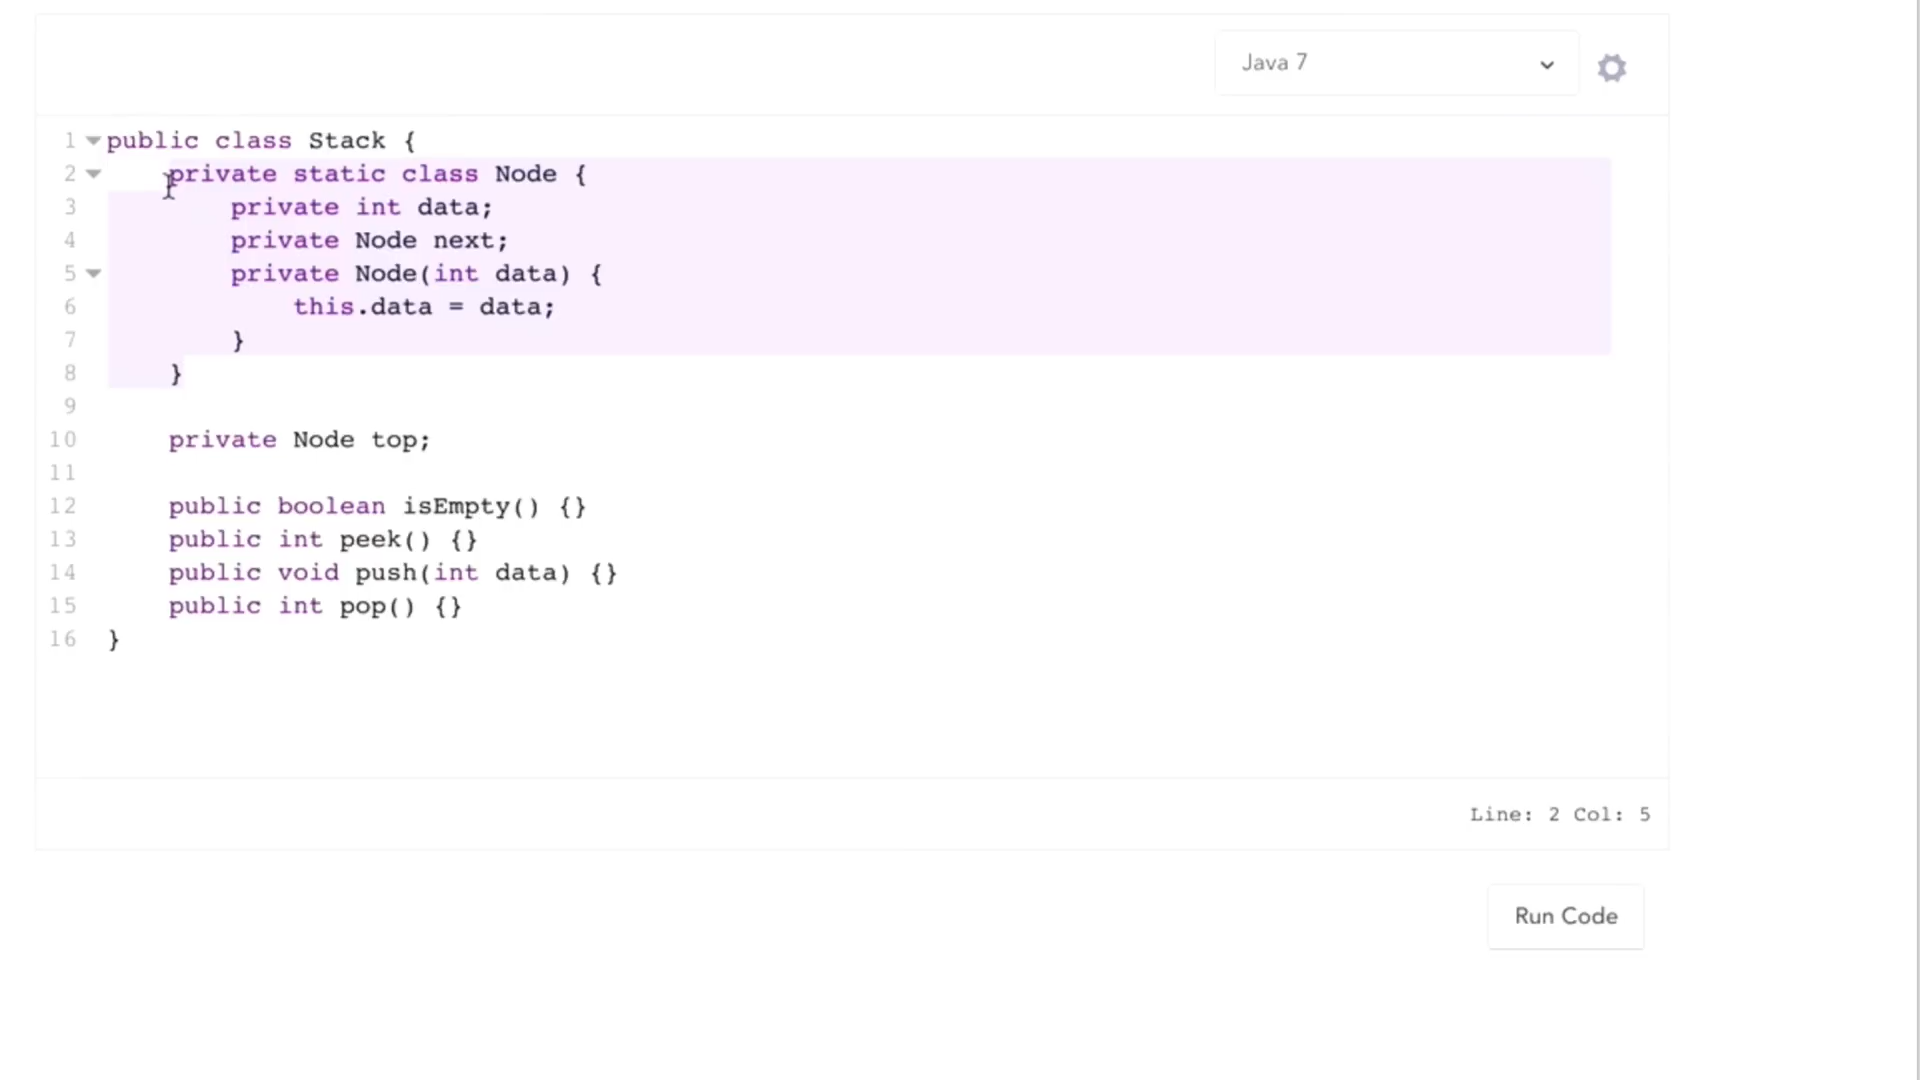 Java 7
1 public class Stack {
2     private static class Node {
3         private int data;
4         private Node next;
5         private Node(int data) {
6             this.data = data;
7         }
8     }
9
10     private Node top;
11
12     public boolean isEmpty() {}
13     public int peek() {}
14     public void push(int data) {}
15     public int pop() {}
16 }
Line: 2 Col: 5
Run Code